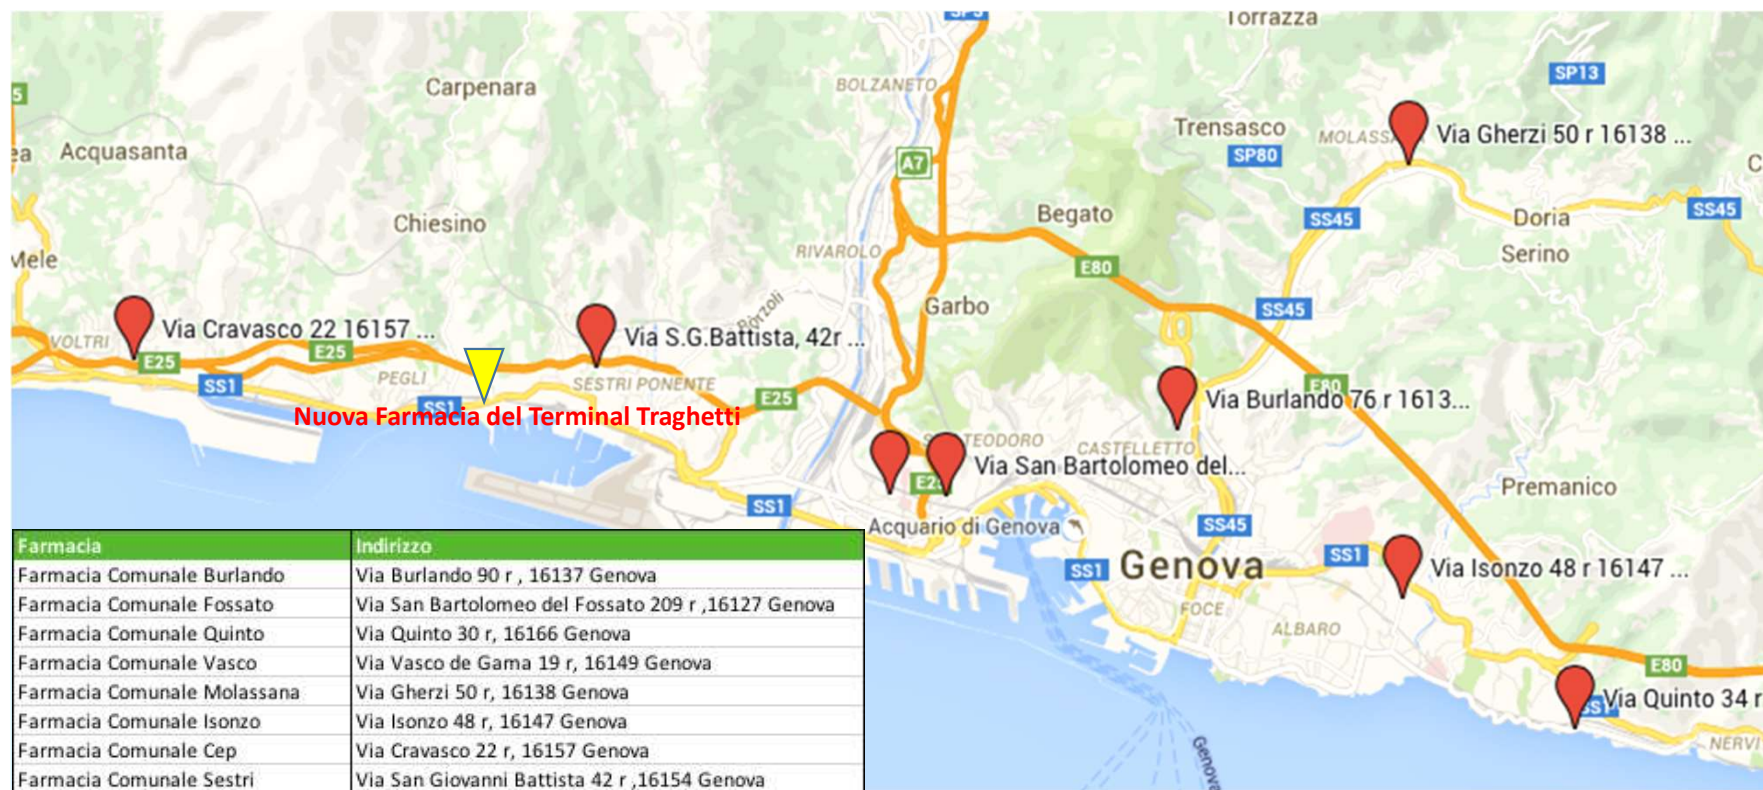 SP3
Torrazza
SP13
Carpenara
BOLZANETO
5
Trensasco
MOLASSA
Via Gherzi 50 r 16138 ...
SP80
Acquasanta
A7
SS45
SS45
Begato
Doria
Chiesino
RIVAROLO
Serino
Mele
E80
Garbo
SS45
Borzoli
Via Cravasco 22 16157 ...
Via S.G.Battista, 42r ...
VOLTRI
E25
E25
PEGLI
SS1
SESTRI PONENTE
E25
E80
Via Burlando 76 r 1613...
SS1
Nuova Farmacia del Terminal Traghetti
TEODORO
CASTELLETTO
Via San Bartolomeo del...
E25
Premanico
SS1
Acquario di Genova
SS45
SS1
Genova
SS1
Via Isonzo 48 r 16147 ...
FOCE
ALBARO
E80
SS1
Via Quinto 34 r
NERVI
Genova
Farmacia Indirizzo
Farmacia Comunale Burlando Via Burlando 90 r , 16137 Genova
Farmacia Comunale Fossato Via San Bartolomeo del Fossato 209 r ,16127 Genova
Farmacia Comunale Quinto Via Quinto 30 r, 16166 Genova
Farmacia Comunale Vasco Via Vasco de Gama 19 r, 16149 Genova
Farmacia Comunale Molassana Via Gherzi 50 r, 16138 Genova
Farmacia Comunale Isonzo Via Isonzo 48 r, 16147 Genova
Farmacia Comunale Cep Via Cravasco 22 r, 16157 Genova
Farmacia Comunale Sestri Via San Giovanni Battista 42 r ,16154 Genova